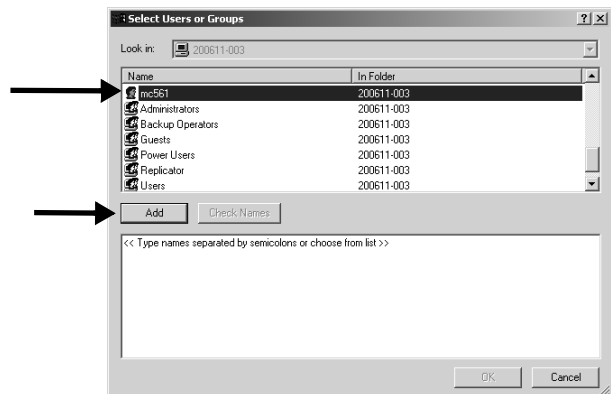 Select Users or Groups
Look in: 200611-003
Name In Folder
mc561 200611-003
Administrators 200611-003
Backup Operators 200611-003
Guests 200611-003
Power Users 200611-003
Replicator 200611-003
Users 200611-003
Add Check Names
<< Type names separated by semicolons or choose from list >>
OK Cancel